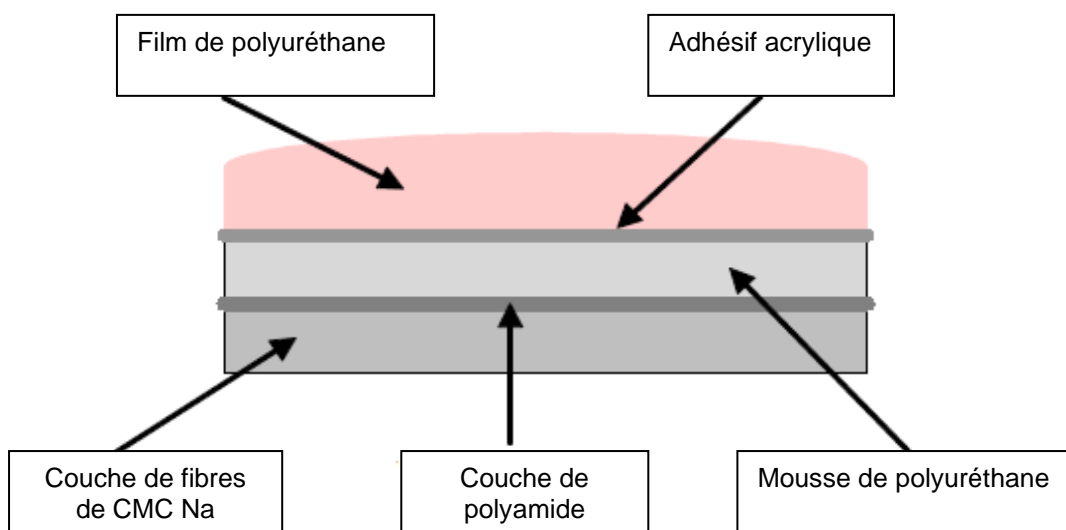 Film de polyuréthane
Adhésif acrylique
Couche de fibres
de CMC Na
Couche de
polyamide
Mousse de polyuréthane